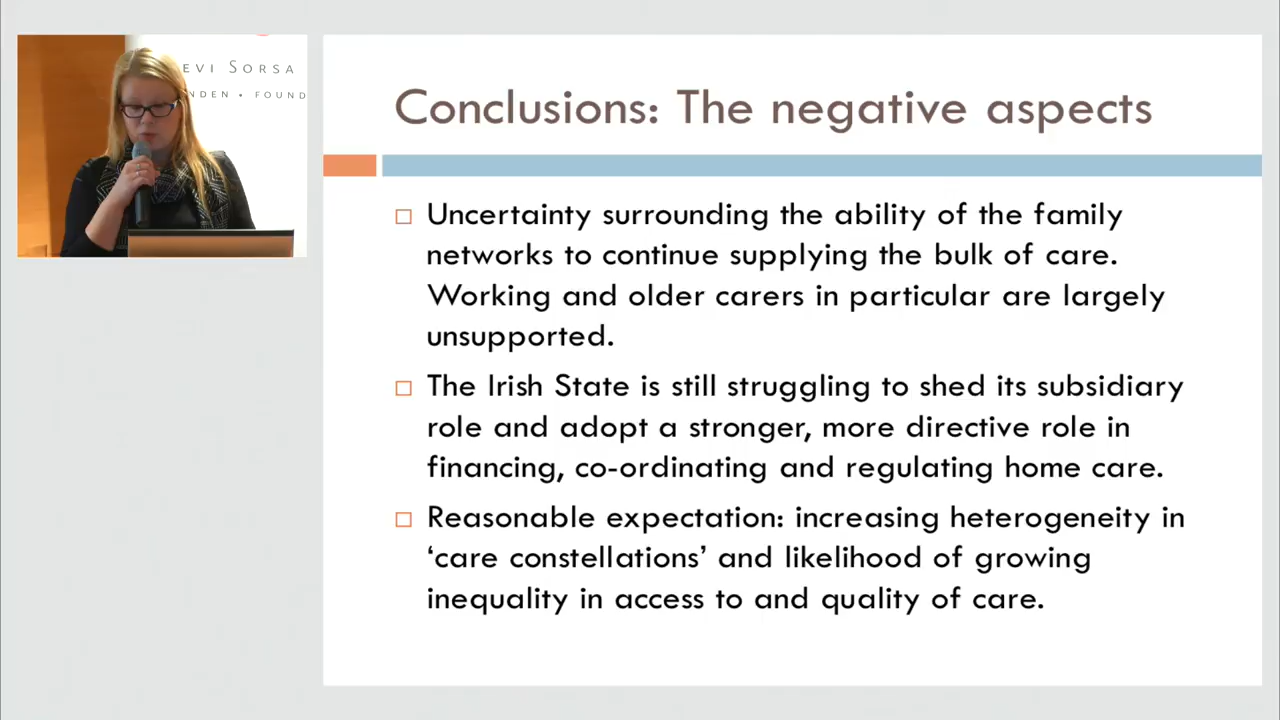 EVI SORSA
NDEN • FOUND
Conclusions: The negative aspects
Uncertainty surrounding the ability of the family
networks to continue supplying the bulk of care.
Working and older carers in particular are largely
unsupported.
The Irish State is still struggling to shed its subsidiary
role and adopt a stronger, more directive role in
financing, co-ordinating and regulating home care.
Reasonable expectation: increasing heterogeneity in
‘care constellations’ and likelihood of growing
inequality in access to and quality of care.